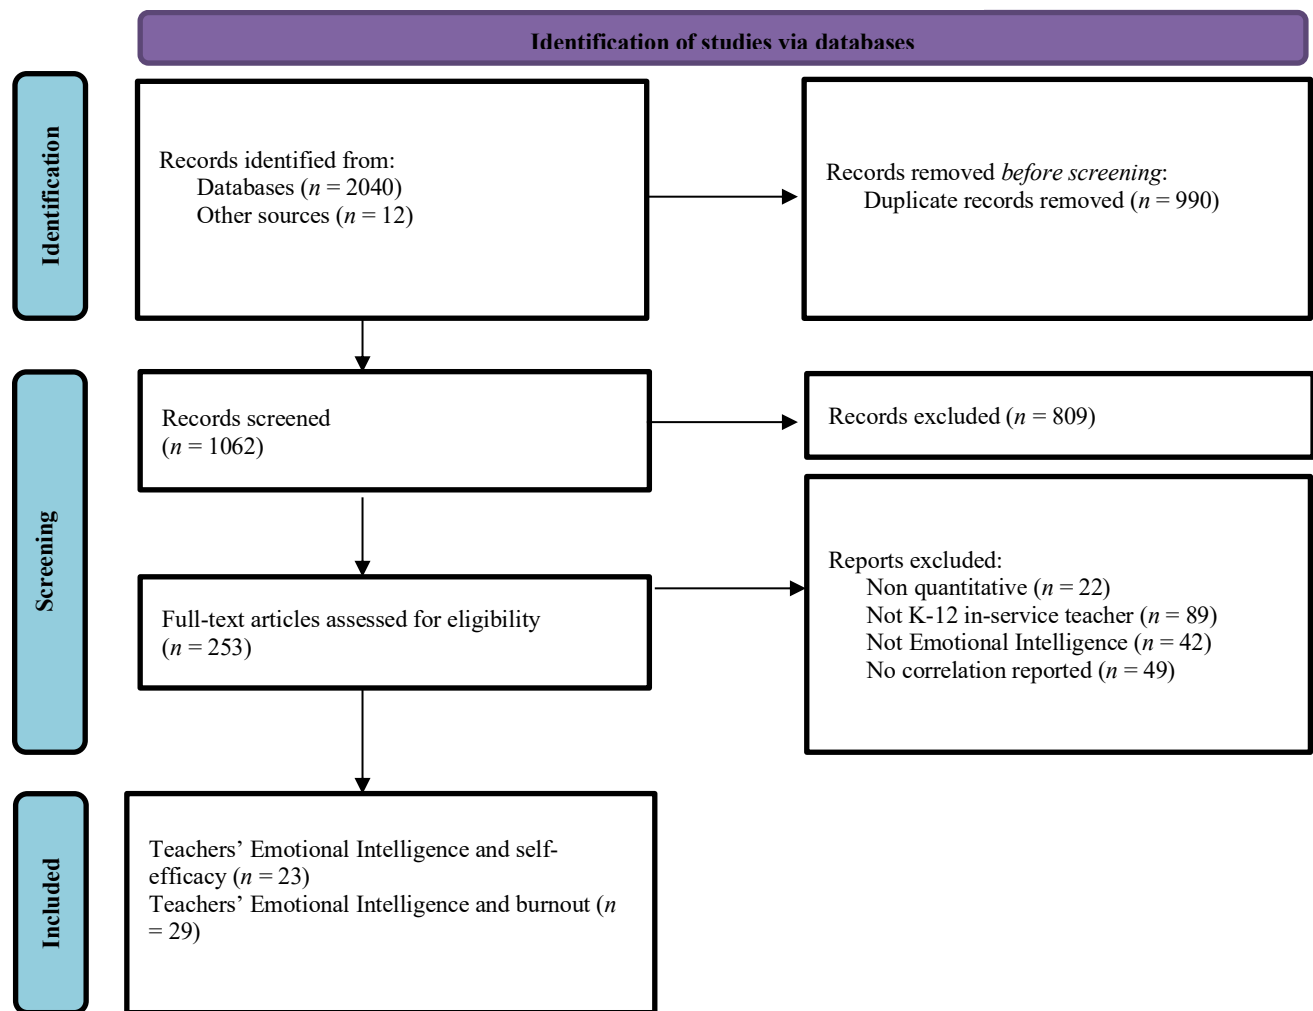 Identification of studies via databases
Identification
Records identified from:
Databases (n = 2040)
Other sources (n = 12)
Records removed before screening:
Duplicate records removed (n = 990)
Screening
Records screened
(n = 1062)
Records excluded (n = 809)
Full-text articles assessed for eligibility
(n = 253)
Reports excluded:
Non quantitative (n = 22)
Not K-12 in-service teacher (n = 89)
Not Emotional Intelligence (n = 42)
No correlation reported (n = 49)
Included
Teachers’ Emotional Intelligence and self-
efficacy (n = 23)
Teachers’ Emotional Intelligence and burnout (n
= 29)